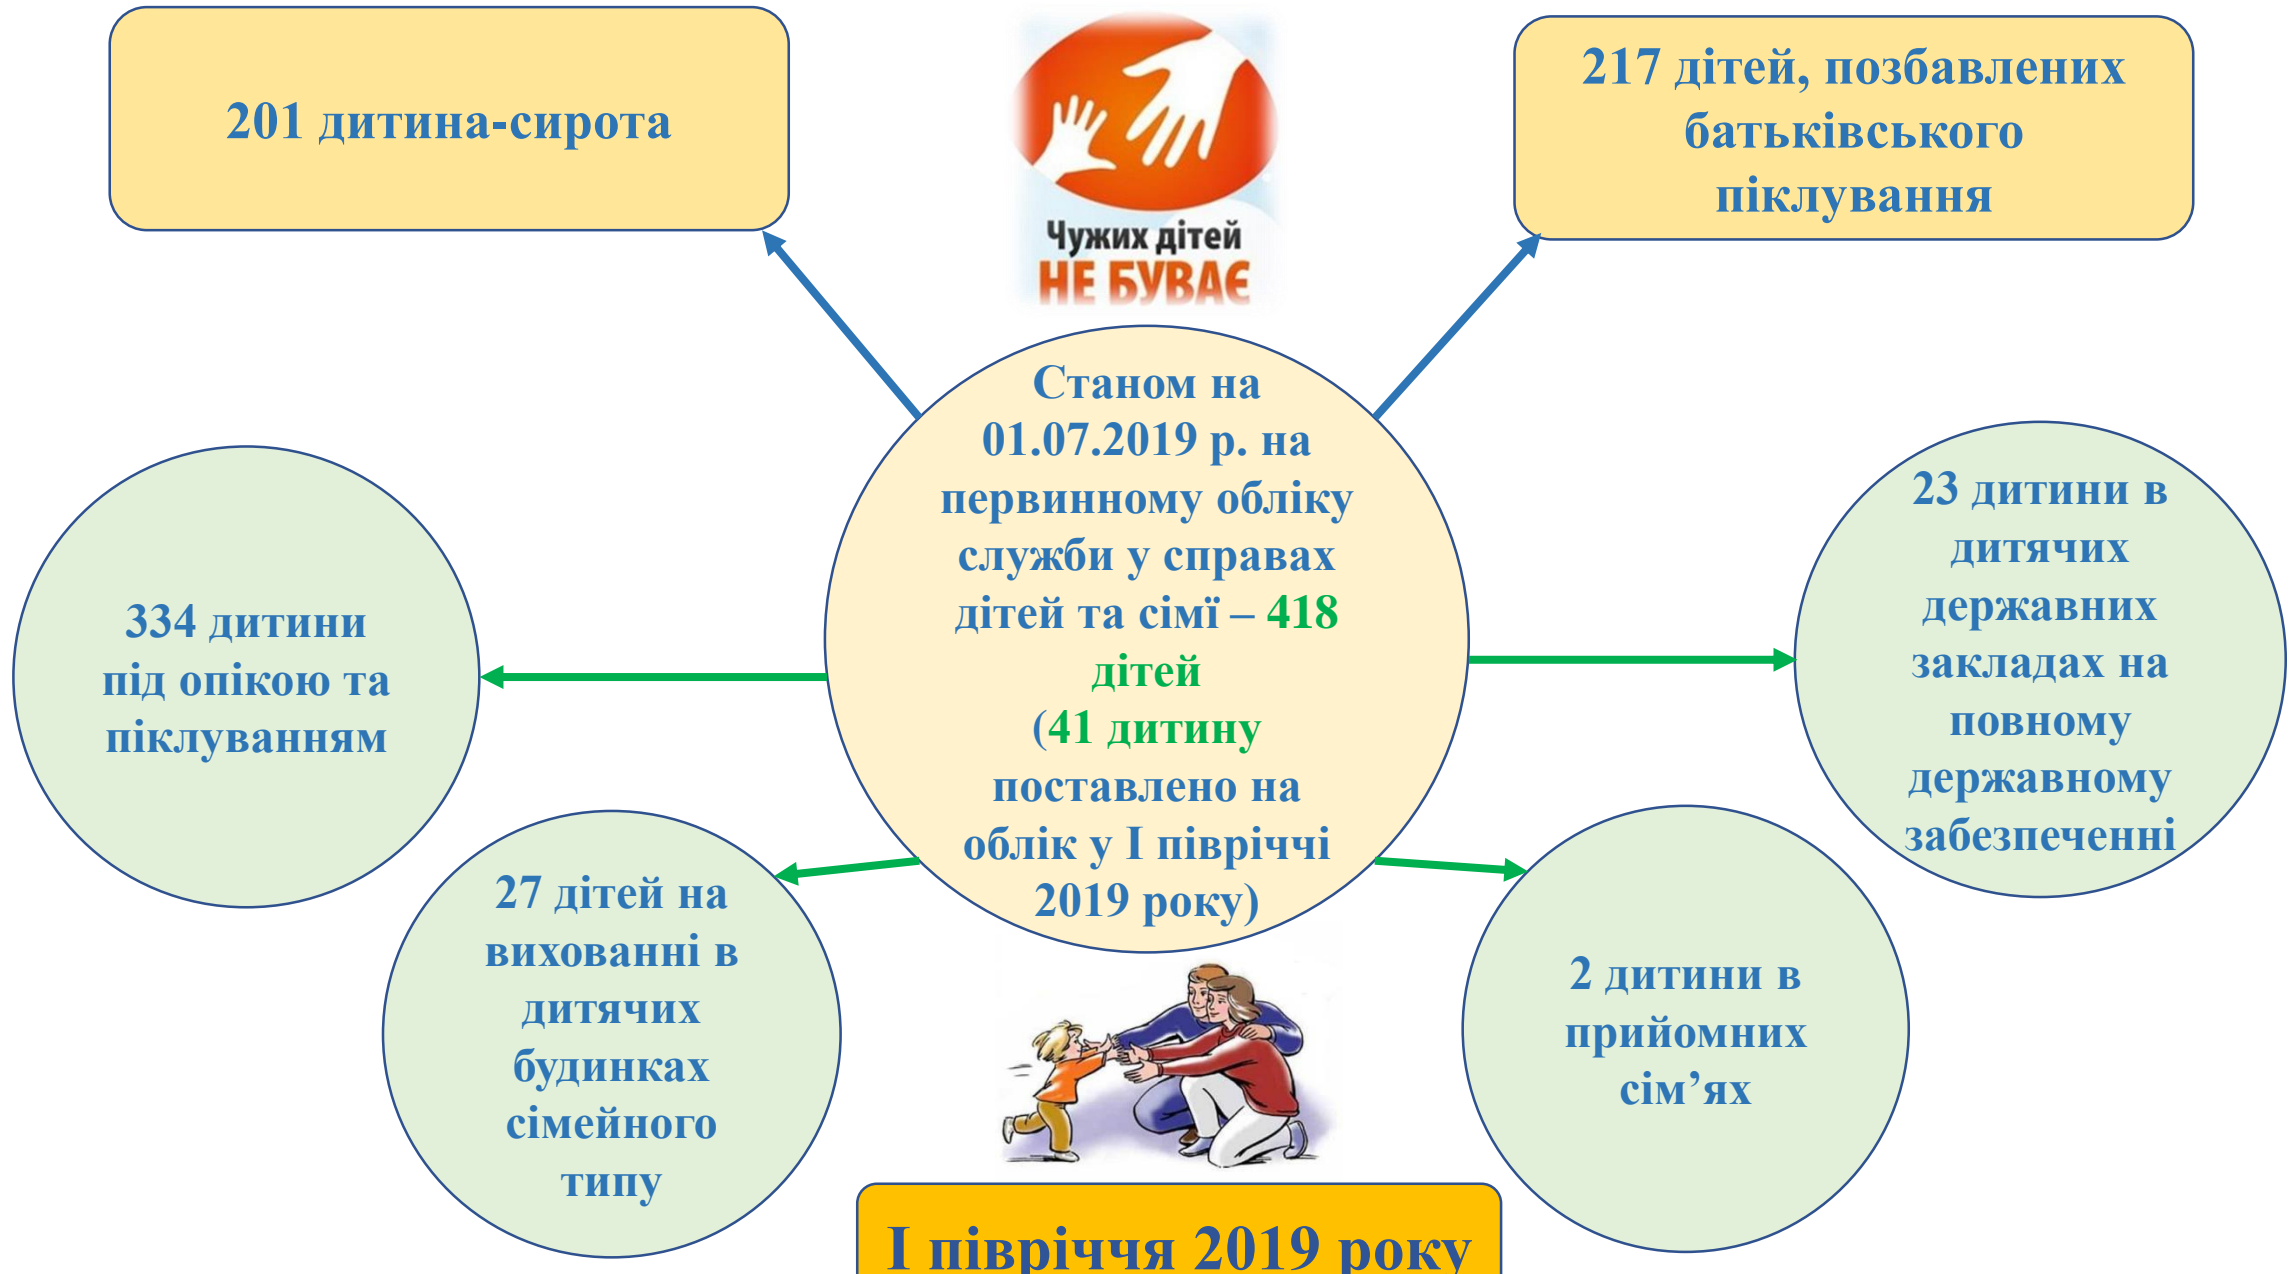 201 дитина-сирота
Чужих дітей
НЕ БУВАЄ
217 дітей, позбавлених
батьківського
піклування
Станом на
01.07.2019 р. на
первинному обліку
служби у справах
дітей та сімї – 418
дітей
(41 дитину
поставлено на
облік у І півріччі
2019 року)
334 дитини
під опікою та
піклуванням
23 дитини в
дитячих
державних
закладах на
повному
державному
забезпеченні
27 дітей на
вихованні в
дитячих
будинках
сімейного
типу
2 дитини в
прийомних
сім’ях
І півріччя 2019 року